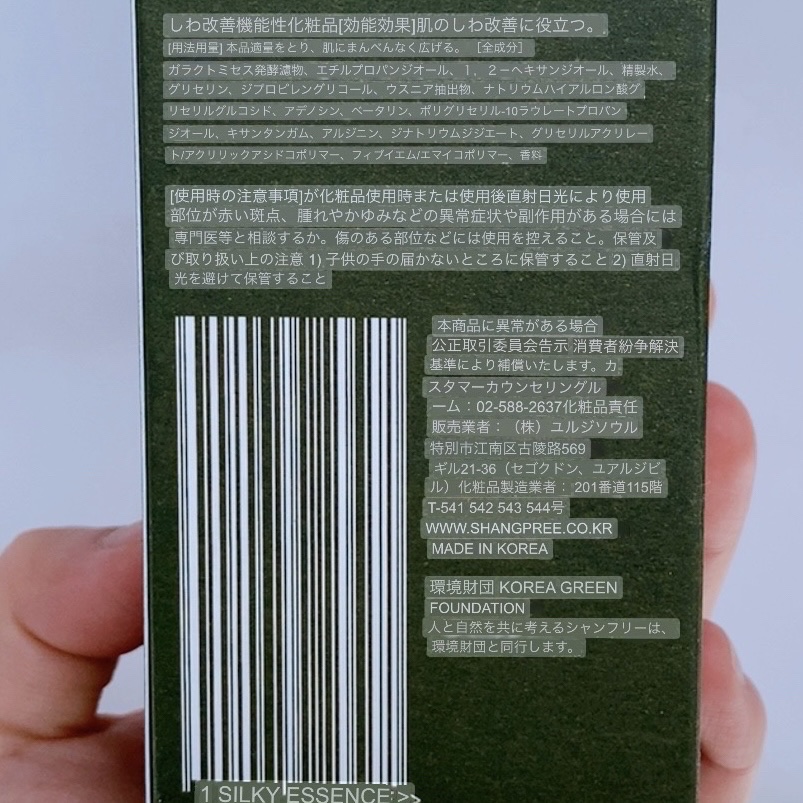 しわ改善機能性化粧品[効能効果]肌のしわ改善に役立つ。
[用法用量] 本品適量をとり、肌にまんべんなく広げる。 [全成分]
ガラクトミセス発酵濾物、エチルプロパンジオール、１，２－ヘキサンジオール、精製水、
グリセリン、ジプロピレングリコール、ウスニア抽出物、ナトリウムハイアルロン酸グ
リセリルグルコシド、アデノシン、ベータリン、ポリグリセリル-10ラウレートプロパン
ジオール、キサンタンガム、アルジニン、ジナトリウムジジエート、グリセリルアクリレー
ト/アクリリックアシドコポリマー、フィブイエム/エマイコポリマー、香料
[使用時の注意事項]が化粧品使用時または使用後直射日光により使用
部位が赤い斑点、腫れやかゆみなどの異常症状や副作用がある場合には
専門医等と相談するか。傷のある部位などには使用を控えること。保管及
び取り扱い上の注意 1) 子供の手の届かないところに保管すること 2) 直射日
光を避けて保管すること
本商品に異常がある場合
公正取引委員会告示 消費者紛争解決
基準により補償いたします。カ
スタマーカウンセリングル
ーム：02-588-2637化粧品責任
販売業者：（株）ユルジソウル
特別市江南区古陵路569
ギル21-36（セゴクドン、ユアルジビ
ル）化粧品製造業者： 201番道115階
T-541 542 543 544号
WWW.SHANGPREE.CO.KR
MADE IN KOREA
環境財団 KOREA GREEN
FOUNDATION
人と自然を共に考えるシャンフリーは、
環境財団と同行します。
1 SILKY ESSENCE:>>